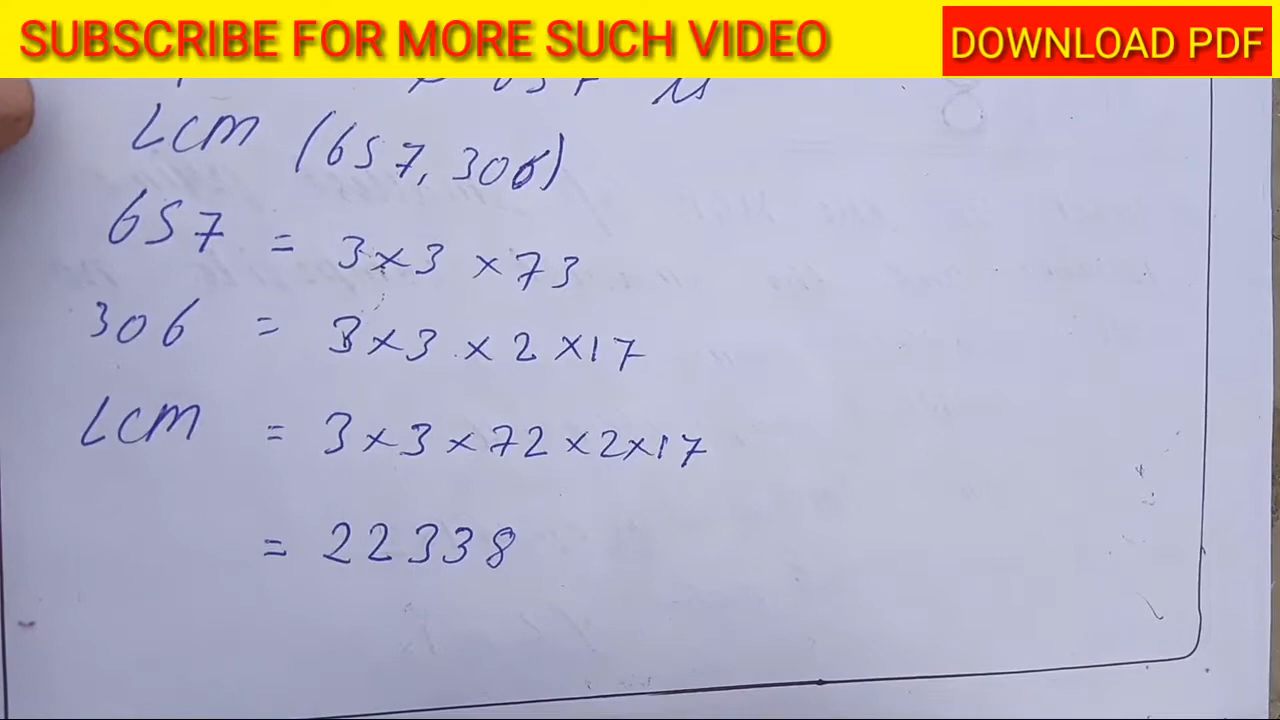 SUBSCRIBE FOR MORE SUCH VIDEO
DOWNLOAD PDF
LCM (657, 306)
657 = 3×3 ×73
306 = 3×3 × 2 ×17
LCM = 3×3×72×2×17
= 22338